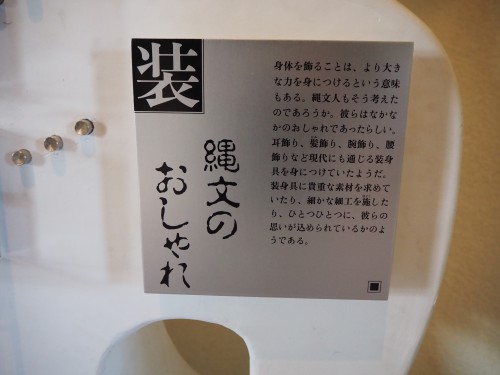 装
縄文の
おしゃれ
身体を飾ることは、より大き
な力を身につけるという意味
もある。縄文人もそう考えた
のであろうか。彼らはなかな
かのおしゃれであったらしい。
耳飾り、髪飾り、腕飾り、腰
飾りなど現代にも通じる装身
具を身につけていたようだ。
装身具に貴重な素材を求めて
いたり、細かな細工を施した
り、ひとつひとつに、彼らの
思いが込められているかのよ
うである。